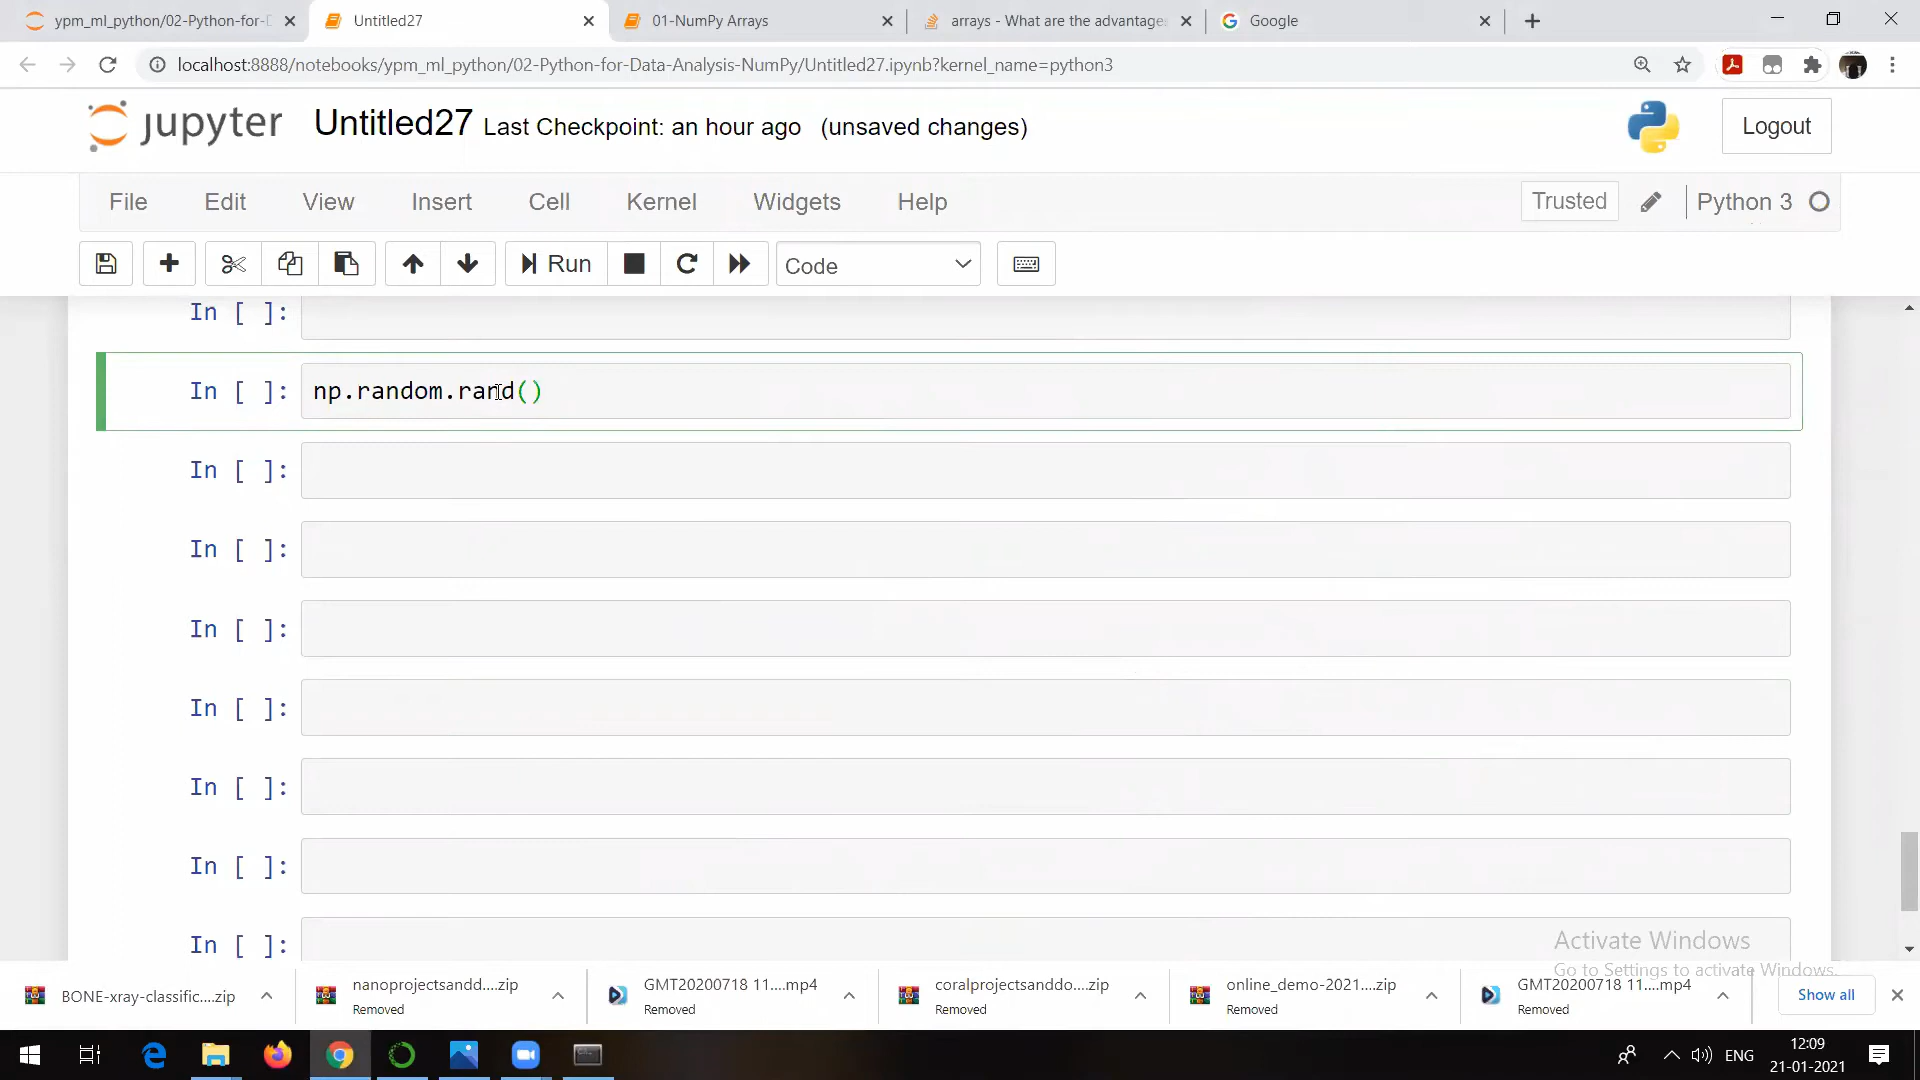 ypm_ml_python/02-Python-for-D
Untitled27
01-NumPy Arrays
arrays - What are the advantages
Google
localhost:8888/notebooks/ypm_ml_python/02-Python-for-Data-Analysis-NumPy/Untitled27.ipynb?kernel_name=python3
jupyter Untitled27 Last Checkpoint: an hour ago (unsaved changes)
Logout
File Edit View Insert Cell Kernel Widgets Help
Trusted
Python 3
Run
Code
In [ ]:
In [ ]: np.random.rand()
In [ ]:
In [ ]:
In [ ]:
In [ ]:
In [ ]:
In [ ]:
In [ ]:
Activate Windows
Go to Settings to activate Windows.
BONE-xray-classific....zip
nanoprojectsandd....zip
Removed
GMT20200718 11....mp4
Removed
coralprojectsanddo....zip
Removed
online_demo-2021....zip
Removed
GMT20200718 11....mp4
Removed
Show all
ENG
12:09
21-01-2021